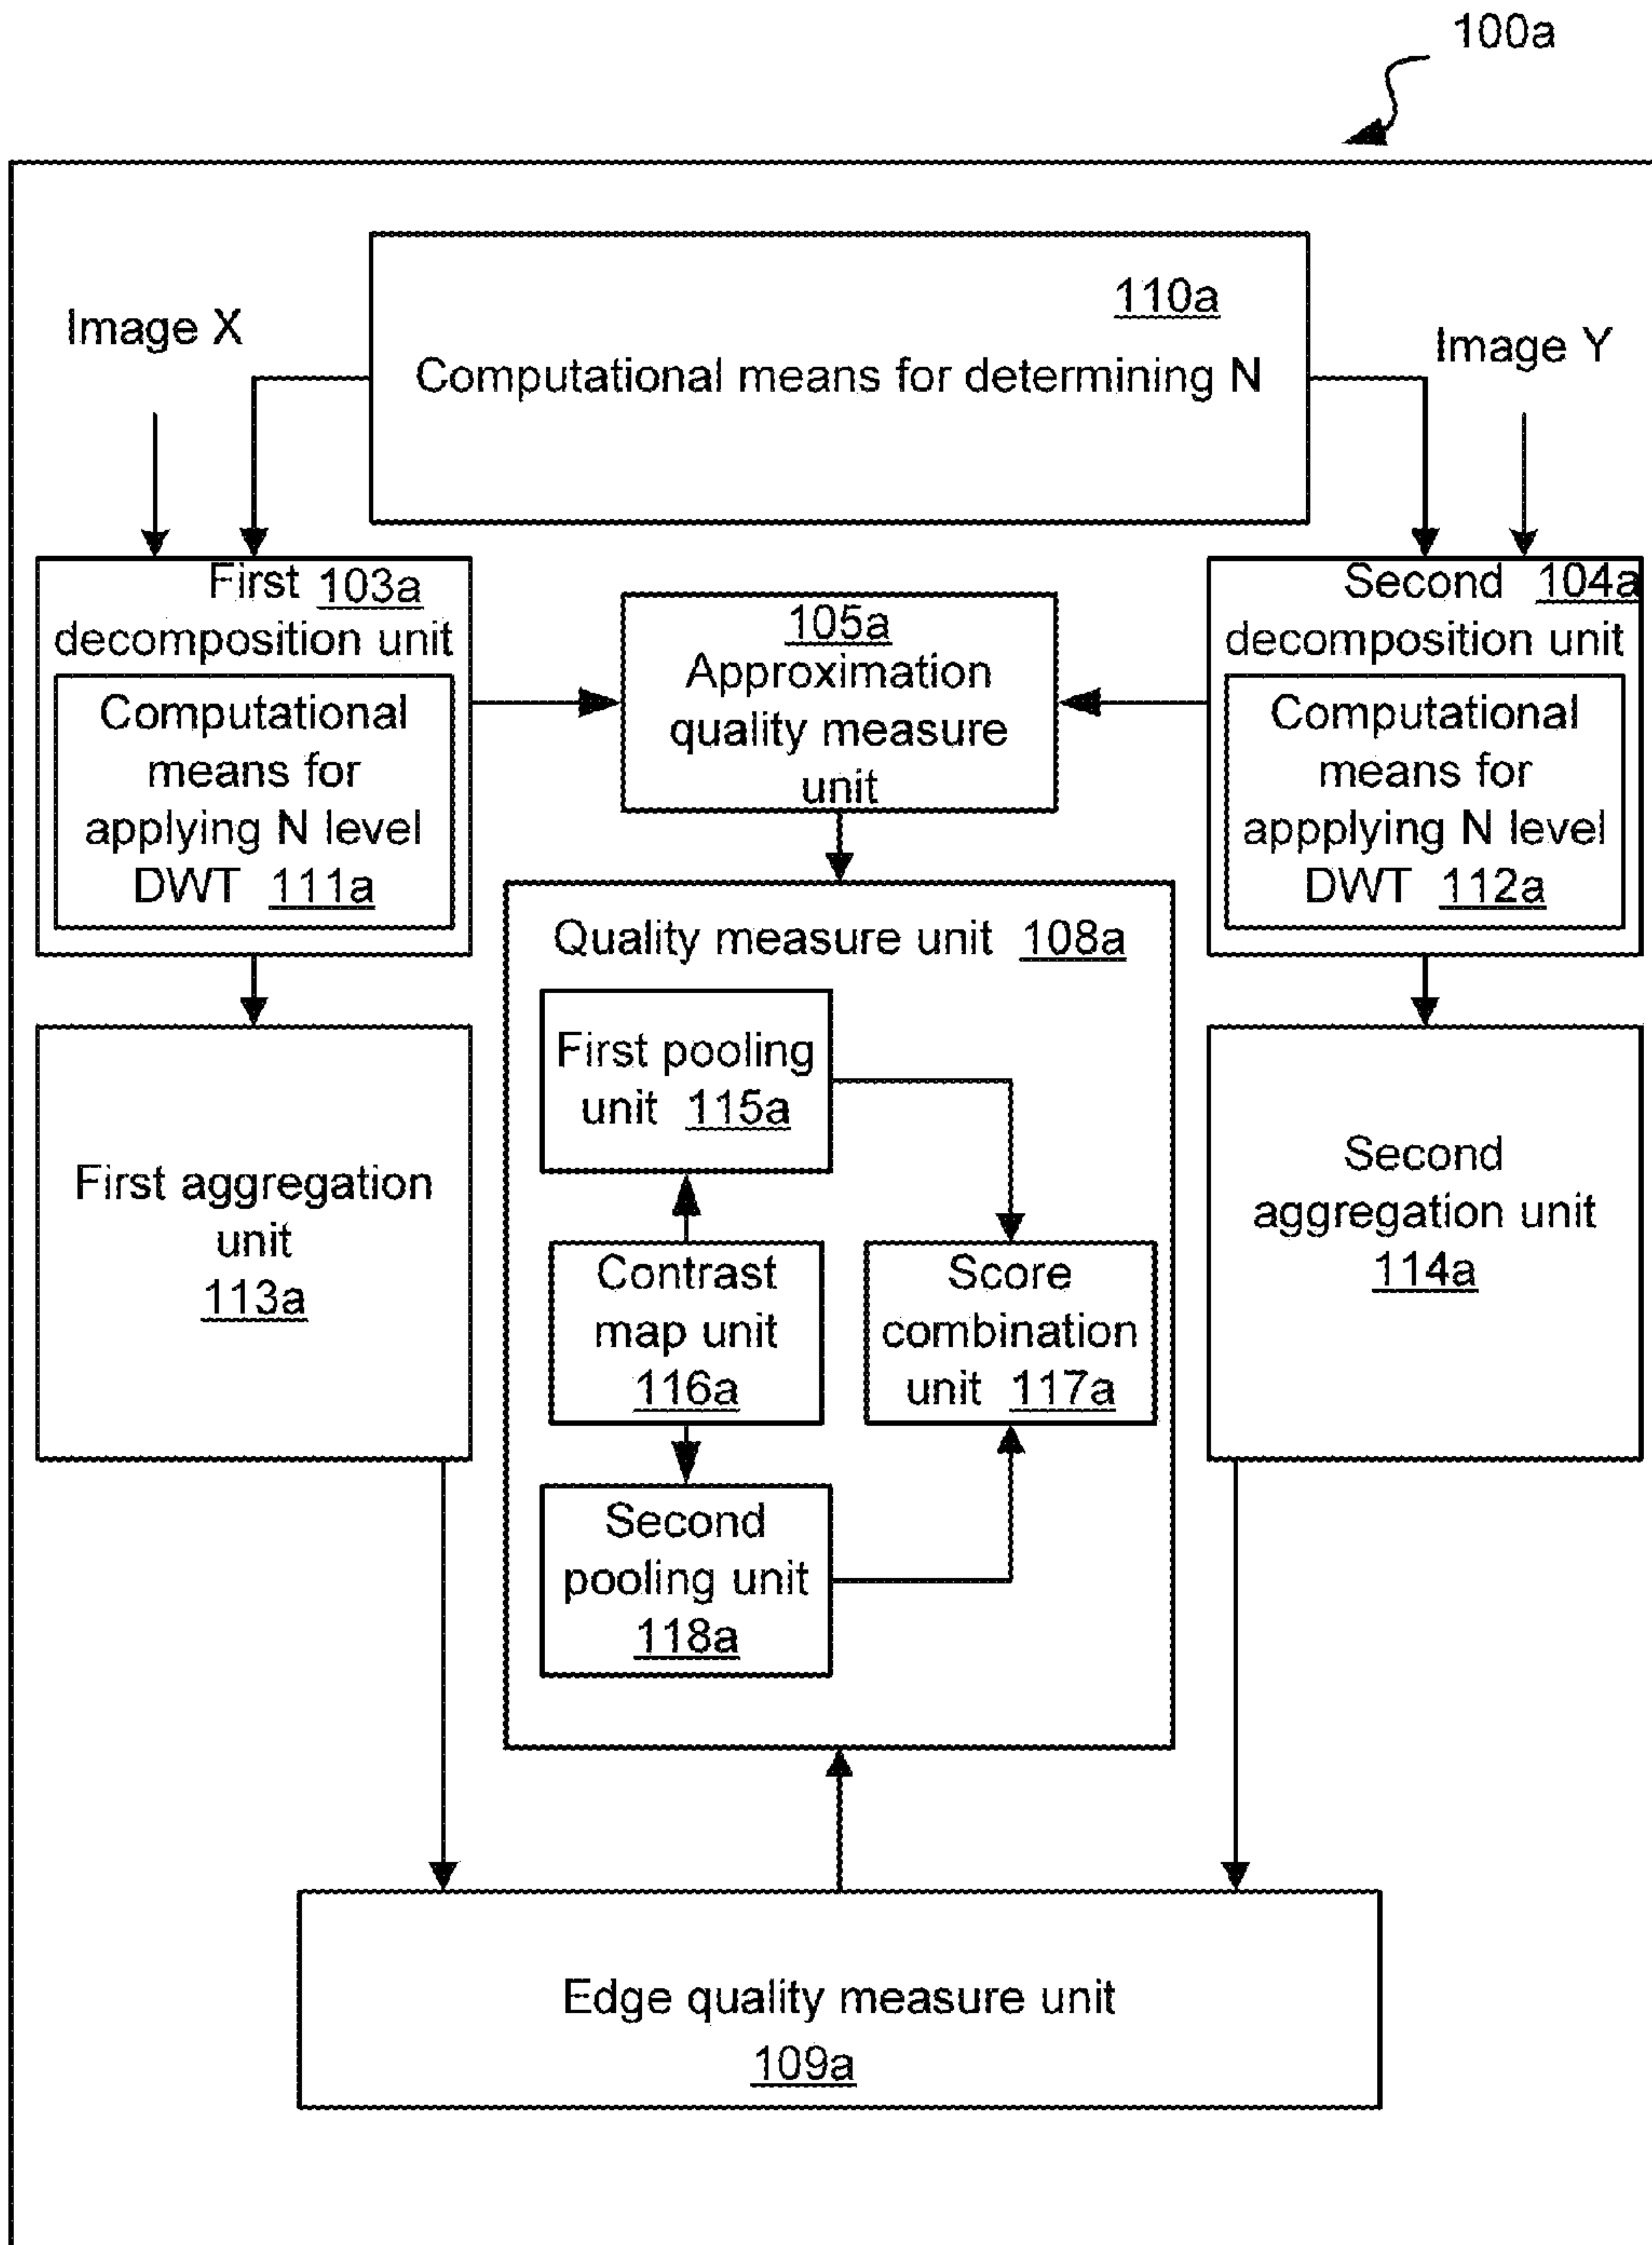 100a
110a
Image X
Image Y
Computational means for determining N
First 103a
decomposition unit
Computational
means for
applying N level
DWT 111a
105a
Approximation
quality measure
unit
Second 104a
decomposition unit
Computational
means for
appplying N level
DWT 112a
Quality measure unit 108a
First pooling
unit 115a
First aggregation
unit
113a
Contrast
map unit
116a
Score
combination
unit 117a
Second
aggregation unit
114a
Second
pooling unit
118a
Edge quality measure unit
109a